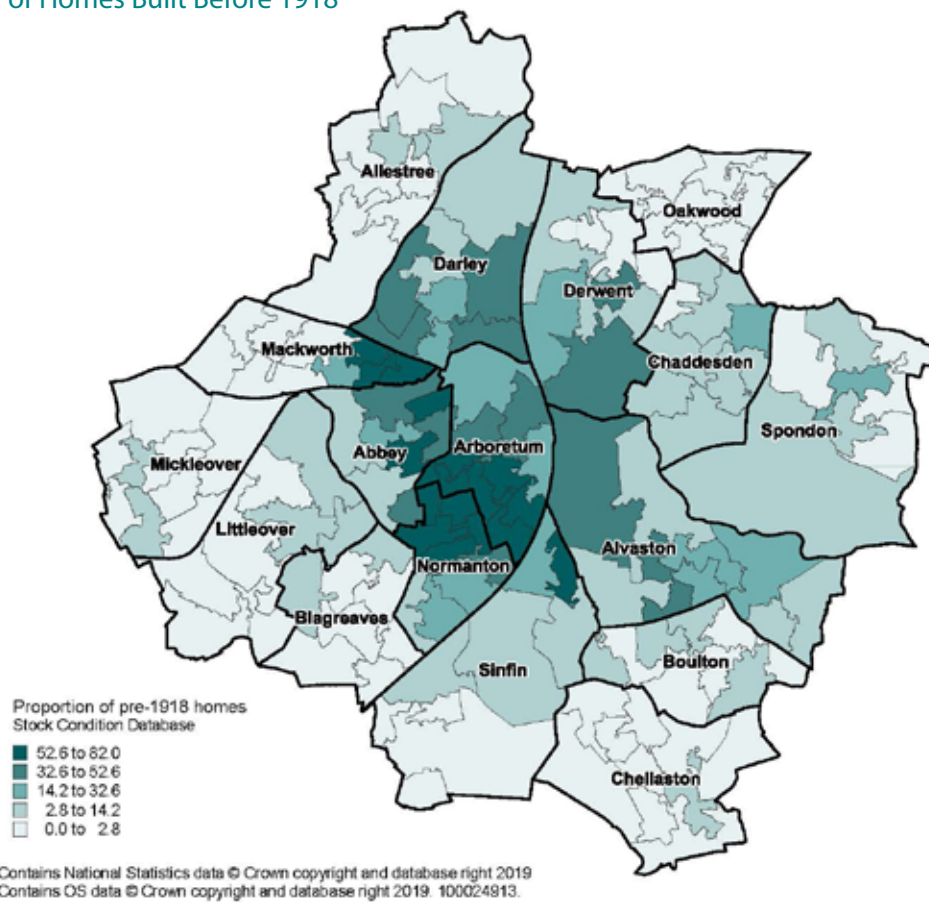 of Homes Built Before 1918
Allestree
Oakwood
Darley
Derwent
Mackworth
Chaddesden
Spondon
Abbey
Arboretum
Mickleover
Littleover
Alvaston
Normanton
Blagreaves
Boulton
Sinfin
Chellaston
Proportion of pre-1918 homes
Stock Condition Database
52.6 to 82.0
32.6 to 52.6
14.2 to 32.6
2.8 to 14.2
0.0 to 2.8
Contains National Statistics data © Crown copyright and database right 2019
Contains OS data © Crown copyright and database right 2019. 100024913.